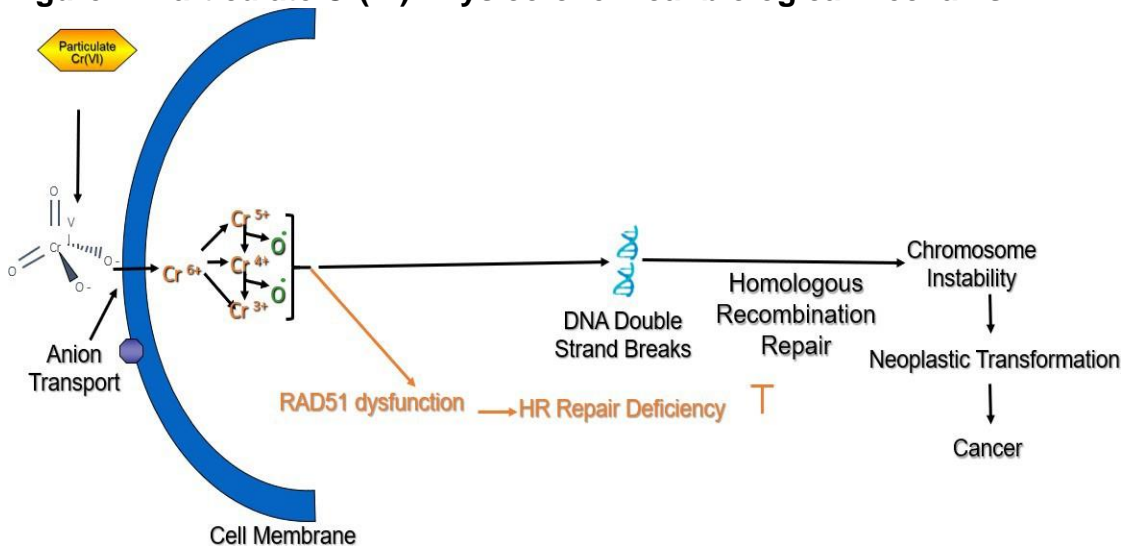 Particulate
Cr(VI)
O
V
Cr
O
O-
O-
Cr 6+
Cr 5+
O
Cr 4+
O
Cr 3+
Anion
Transport
DNA Double
Strand Breaks
Homologous
Recombination
Repair
Chromosome
Instability
Neoplastic Transformation
Cancer
RAD51 dysfunction
HR Repair Deficiency
Cell Membrane